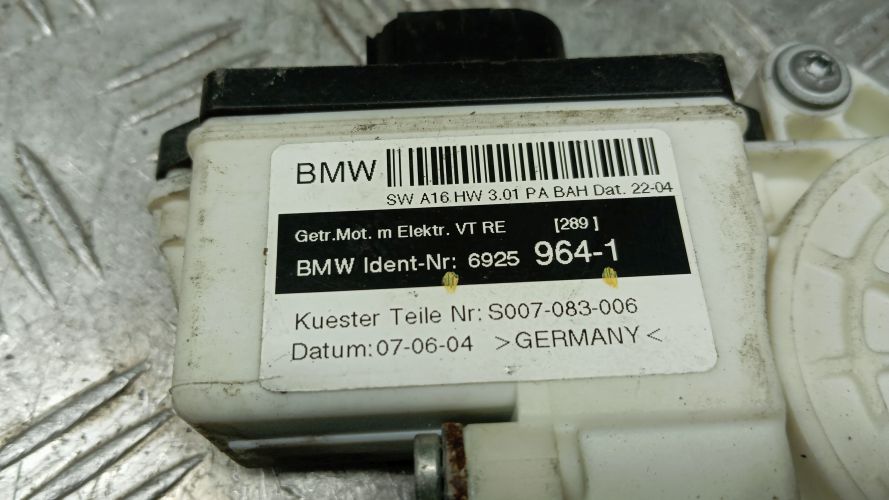 BMW
SW A16 HW 3.01 PA BAH Dat. 22-04
Getr.Mot. m Elektr. VT RE [289 ]
BMW Ident-Nr: 6925 964-1
Kuester Teile Nr: S007-083-006
Datum:07-06-04 >GERMANY<